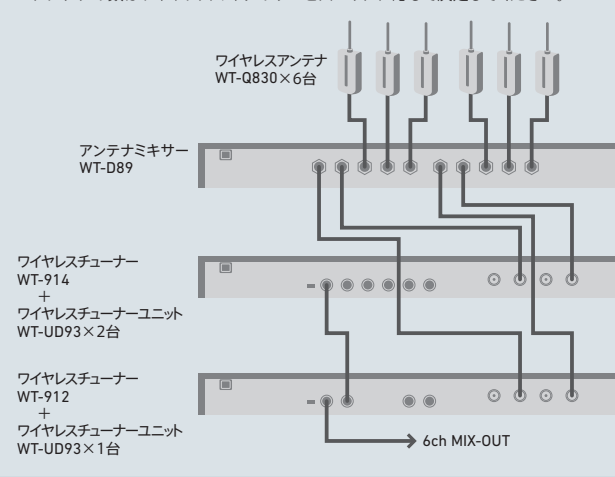 ワイヤレスアンテナ
WT-Q830×6台
アンテナミキサー
WT-D89
ワイヤレスチューナー
WT-914
+
ワイヤレスチューナーユニット
WT-UD93×2台
ワイヤレスチューナー
WT-912
+
ワイヤレスチューナーユニット
WT-UD93×1台
6ch MIX-OUT